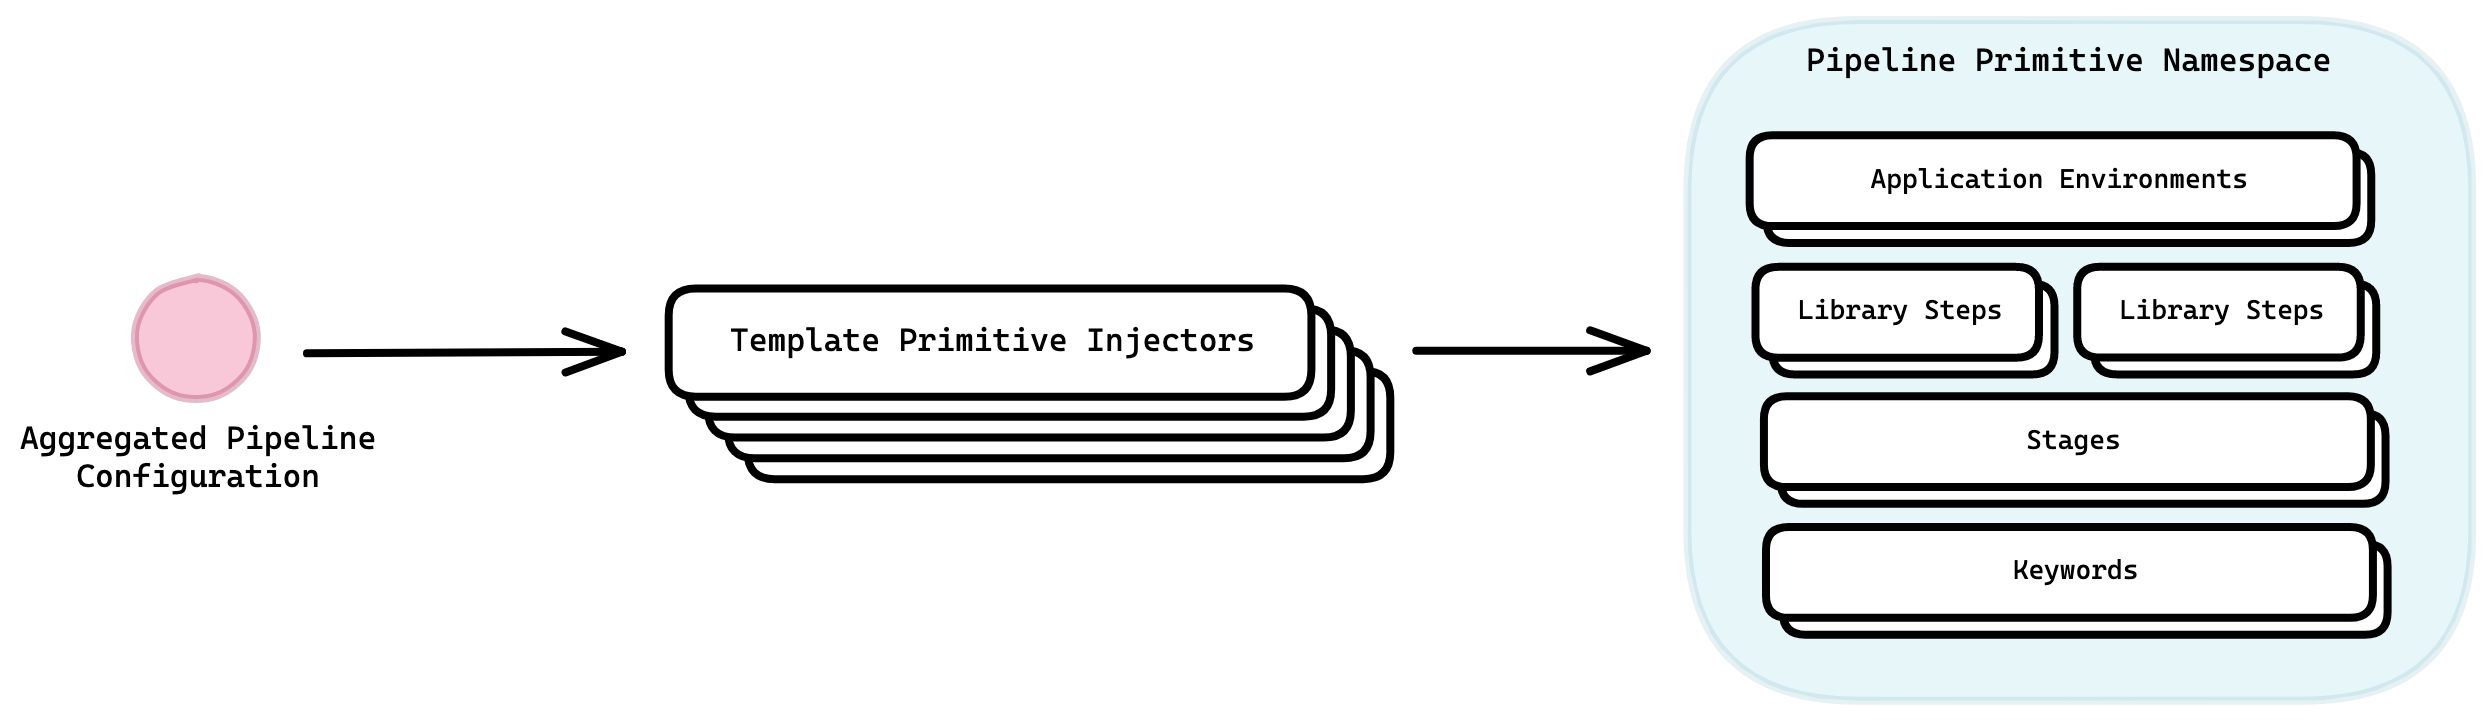 Pipeline Primitive Namespace
Application Environments
Library Steps
Library Steps
Template Primitive Injectors
Aggregated Pipeline
Configuration
Stages
Keywords